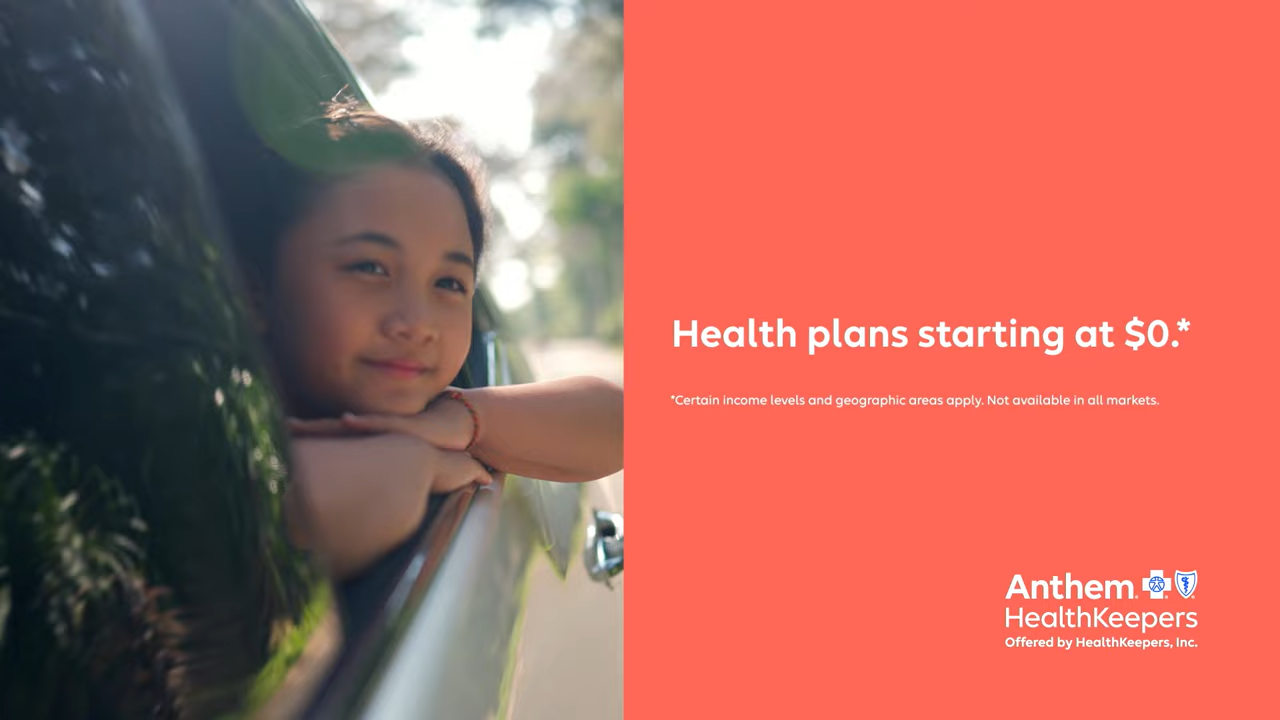 Health plans starting at $0.*
*Certain income levels and geographic areas apply. Not available in all markets.
Anthem
HealthKeepers
Offered by HealthKeepers, Inc.